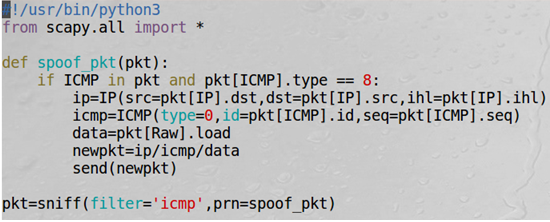 #!/usr/bin/python3
from scapy.all import *
def spoof_pkt(pkt):
    if ICMP in pkt and pkt[ICMP].type == 8:
        ip=IP(src=pkt[IP].dst,dst=pkt[IP].src,ihl=pkt[IP].ihl)
        icmp=ICMP(type=0,id=pkt[ICMP].id,seq=pkt[ICMP].seq)
        data=pkt[Raw].load
        newpkt=ip/icmp/data
        send(newpkt)
pkt=sniff(filter='icmp',prn=spoof_pkt)